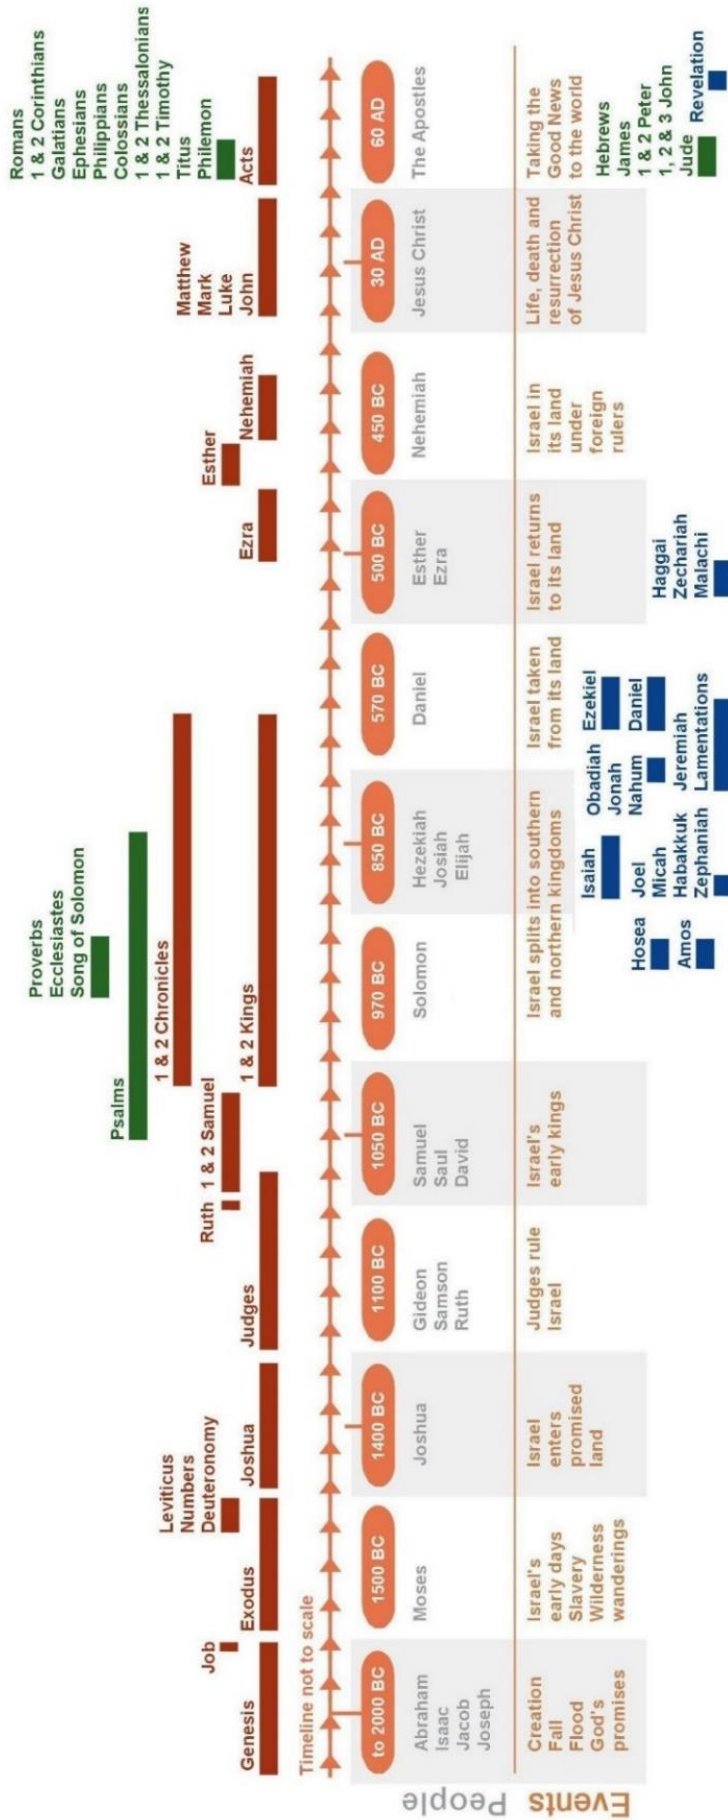 Romans
1 & 2 Corinthians
Galatians
Ephesians
Philippians
Colossians
1 & 2 Thessalonians
1 & 2 Timothy
Titus
Philemon
Proverbs
Ecclesiastes
Song of Solomon
Psalms
1 & 2 Chronicles
Leviticus
Numbers
Deuteronomy
Matthew
Mark
Luke
John
Job
Ruth 1 & 2 Samuel
Esther
Genesis
Exodus
Joshua
Judges
1 & 2 Kings
Ezra
Nehemiah
Acts
Timeline not to scale
to 2000 BC
1500 BC
1400 BC
1100 BC
1050 BC
970 BC
850 BC
570 BC
500 BC
450 BC
30 AD
60 AD
People
Abraham
Isaac
Jacob
Joseph
Moses
Joshua
Gideon
Samson
Ruth
Samuel
Saul
David
Solomon
Hezekiah
Josiah
Elijah
Daniel
Esther
Ezra
Nehemiah
Jesus Christ
The Apostles
Events
Creation
Fall
Flood
God's
promises
Israel's
early days
Slavery
Wilderness
wanderings
Israel
enters
promised
land
Judges rule
Israel
Israel's
early kings
Israel splits into southern
and northern kingdoms
Israel taken
from its land
Israel returns
to its land
Israel in
its land
under
foreign
rulers
Life, death and
resurrection
of Jesus Christ
Taking the
Good News
to the world
Hosea
Amos
Isaiah
Joel
Micah
Habakkuk
Zephaniah
Obadiah
Jonah
Nahum
Jeremiah
Lamentations
Ezekiel
Daniel
Haggai
Zechariah
Malachi
Hebrews
James
1 & 2 Peter
1, 2 & 3 John
Jude
Revelation